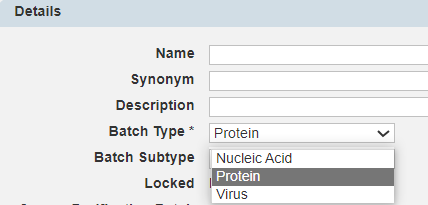 Details
Name
Synonym
Description
Batch Type * Protein
Batch Subtype Nucleic Acid
Protein
Locked
Virus